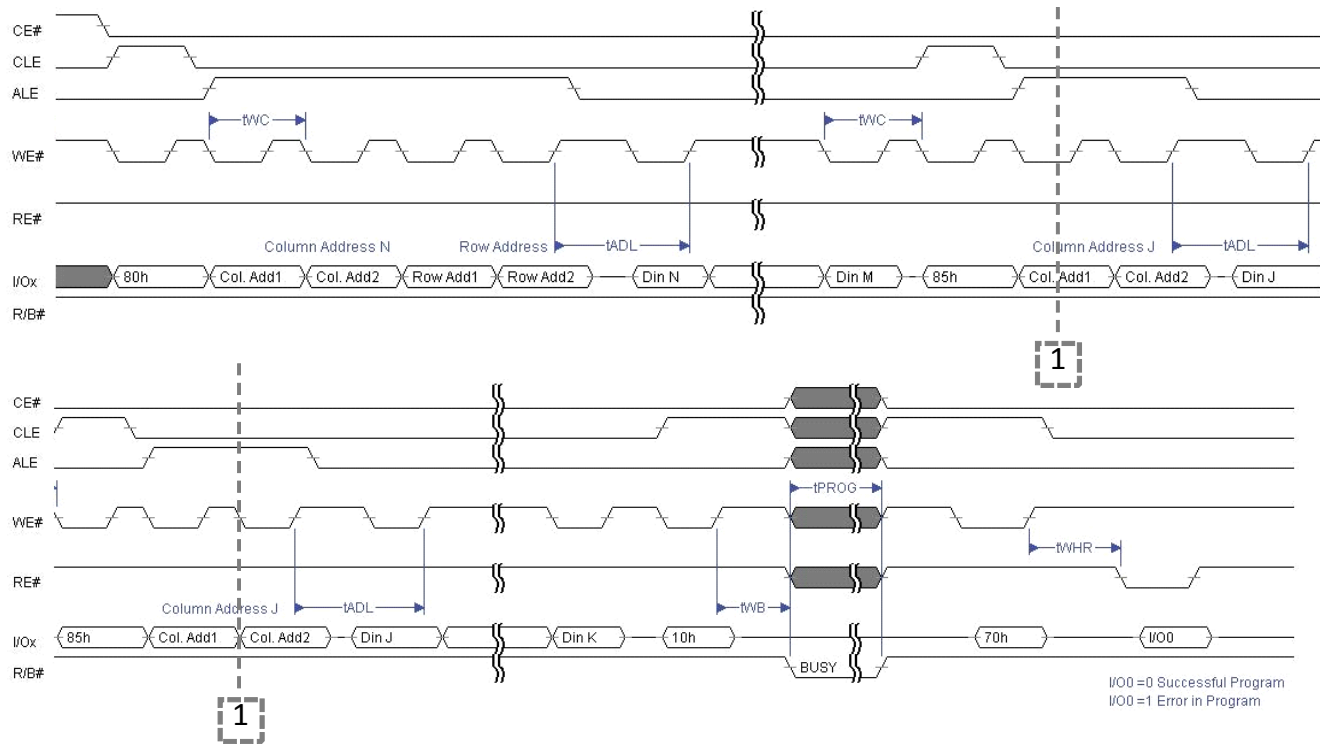 CE#
CLE
ALE
tWC
tWC
WE#
RE#
Column Address N
Row Address
tADL
Column Address J
tADL
I/Ox
80h
Col. Add1
Col. Add2
Row Add1
Row Add2
Din N
Din M
85h
Col. Add1
Col. Add2
Din J
R/B#
1
CE#
CLE
ALE
tPROG
WE#
tWHR
RE#
Column Address J
tADL
tWB
I/Ox
85h
Col. Add1
Col. Add2
Din J
Din K
10h
70h
I/O0
R/B#
BUSY
I/O0 =0 Successful Program
I/O0 =1 Error in Program
1